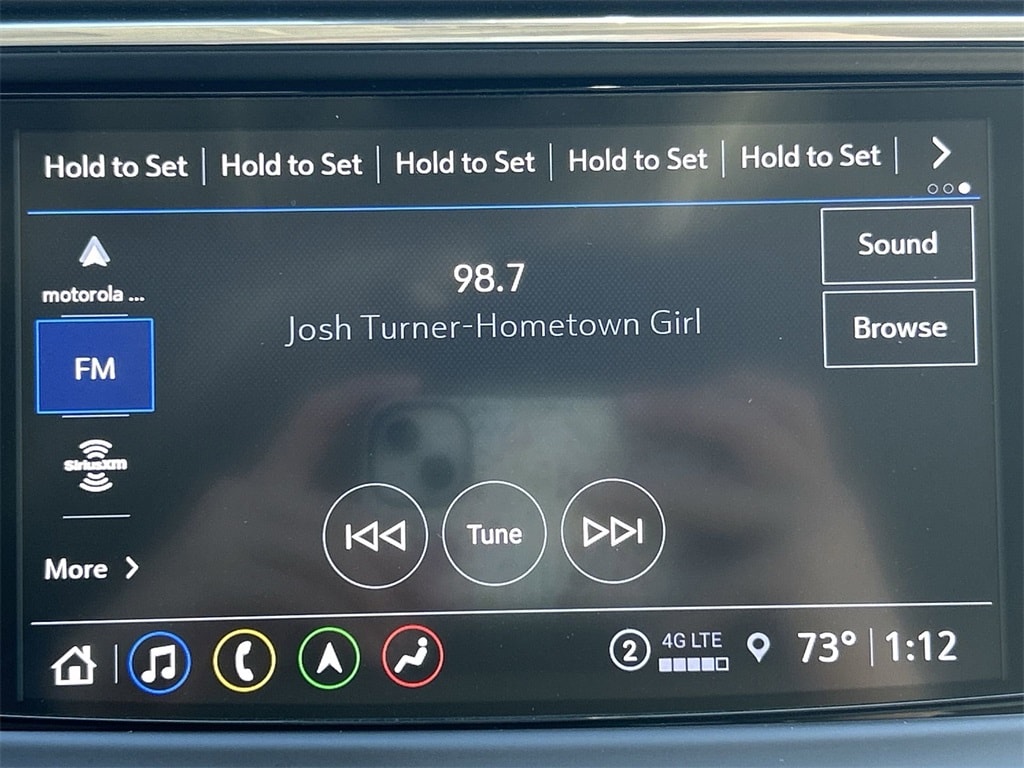 Hold to Set Hold to Set Hold to Set Hold to Set Hold to Set
motorola ...
98.7
Josh Turner-Hometown Girl
Sound
Browse
FM
SiriusXM
Tune
More
2 4G LTE 73° 1:12